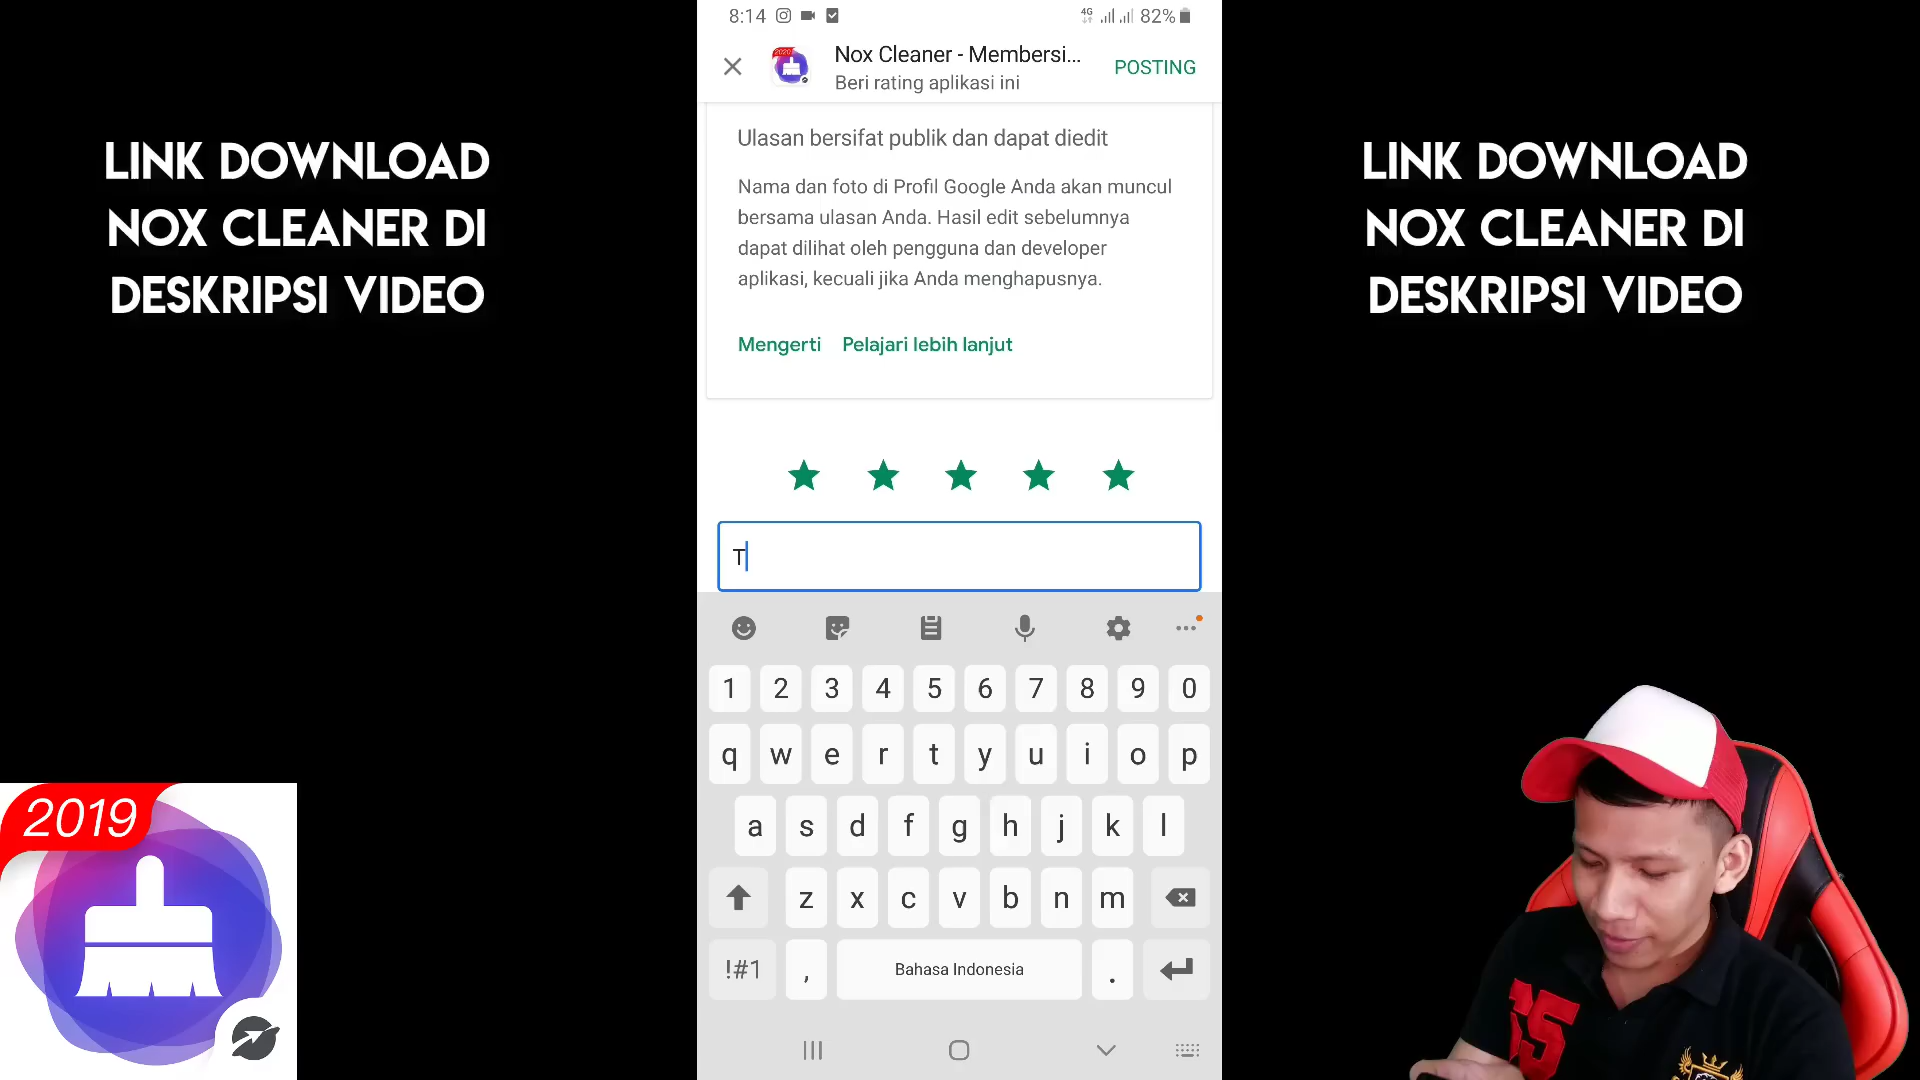 LINK DOWNLOAD
NOX CLEANER DI
DESKRIPSI VIDEO
8:14
4G
82%
2020
Nox Cleaner - Membersi...
Beri rating aplikasi ini
POSTING
Ulasan bersifat publik dan dapat diedit
Nama dan foto di Profil Google Anda akan muncul
bersama ulasan Anda. Hasil edit sebelumnya
dapat dilihat oleh pengguna dan developer
aplikasi, kecuali jika Anda menghapusnya.
Mengerti Pelajari lebih lanjut
T
1 2 3 4 5 6 7 8 9 0
q w e r t y u i o p
a s d f g h j k l
z x c v b n m
!#1 , Bahasa Indonesia .
LINK DOWNLOAD
NOX CLEANER DI
DESKRIPSI VIDEO
2019